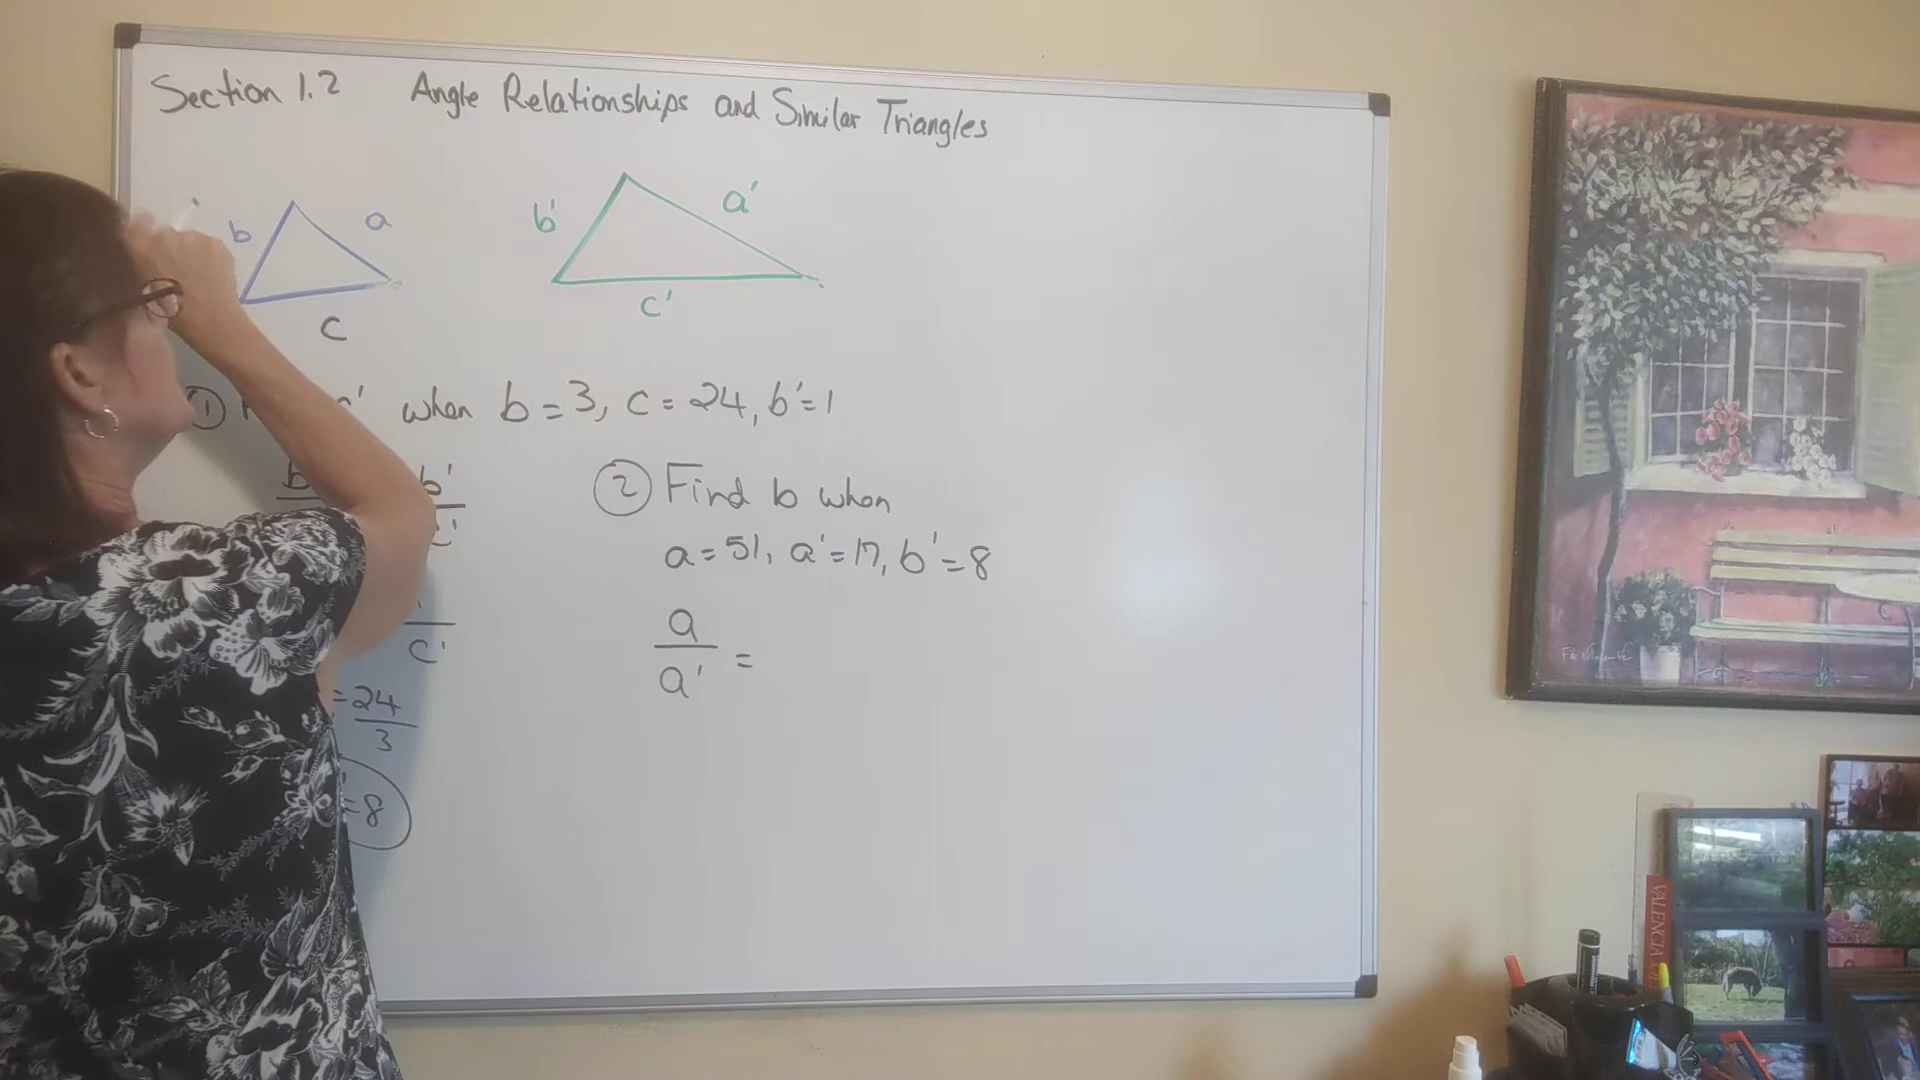 Section 1.2 Angle Relationships and Similar Triangles
b a
c
b' a'
c'
① when b = 3, c = 24, b' = 1
b'
c'
c'
= 24
3
= 8
② Find b when
a = 51, a' = 17, b' = 8
a
a' =
VALENCIA